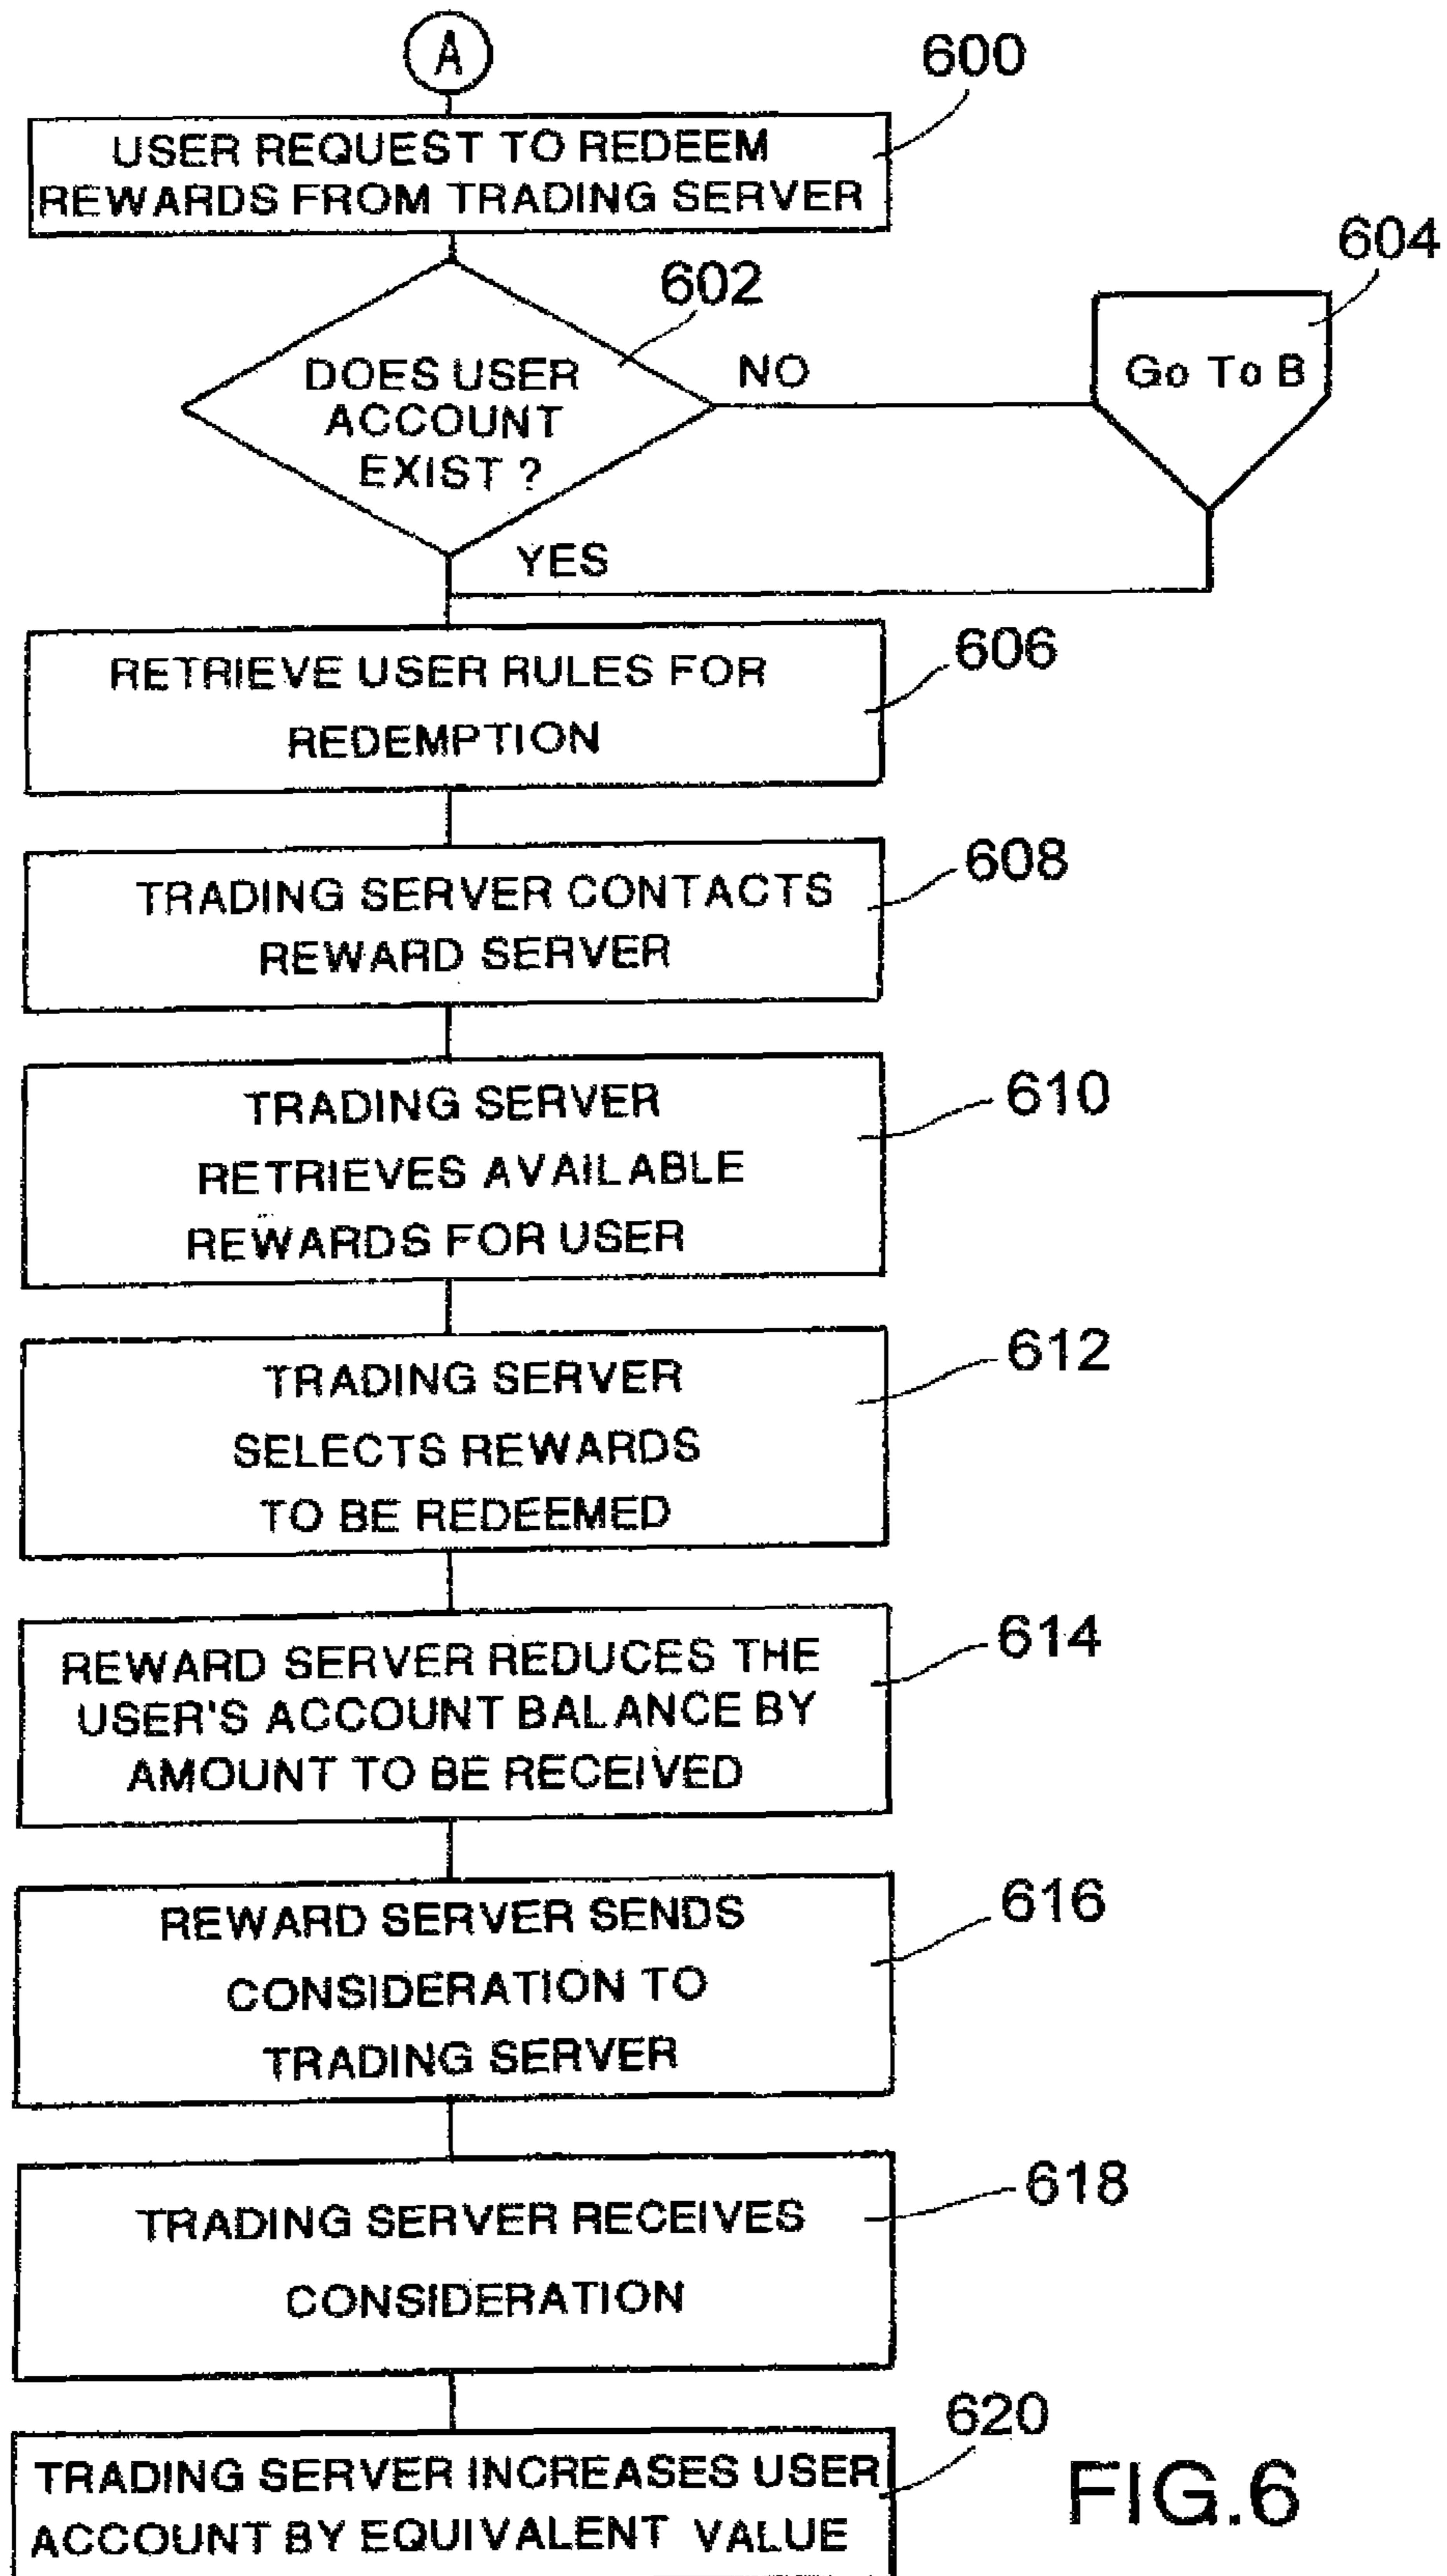 A
600
USER REQUEST TO REDEEM
REWARDS FROM TRADING SERVER
604
602
DOES USER
ACCOUNT
EXIST ?
NO
Go To B
YES
606
RETRIEVE USER RULES FOR
REDEMPTION
608
TRADING SERVER CONTACTS
REWARD SERVER
610
TRADING SERVER
RETRIEVES AVAILABLE
REWARDS FOR USER
612
TRADING SERVER
SELECTS REWARDS
TO BE REDEEMED
614
REWARD SERVER REDUCES THE
USER'S ACCOUNT BALANCE BY
AMOUNT TO BE RECEIVED
616
REWARD SERVER SENDS
CONSIDERATION TO
TRADING SERVER
618
TRADING SERVER RECEIVES
CONSIDERATION
620
TRADING SERVER INCREASES USER
ACCOUNT BY EQUIVALENT VALUE
FIG.6